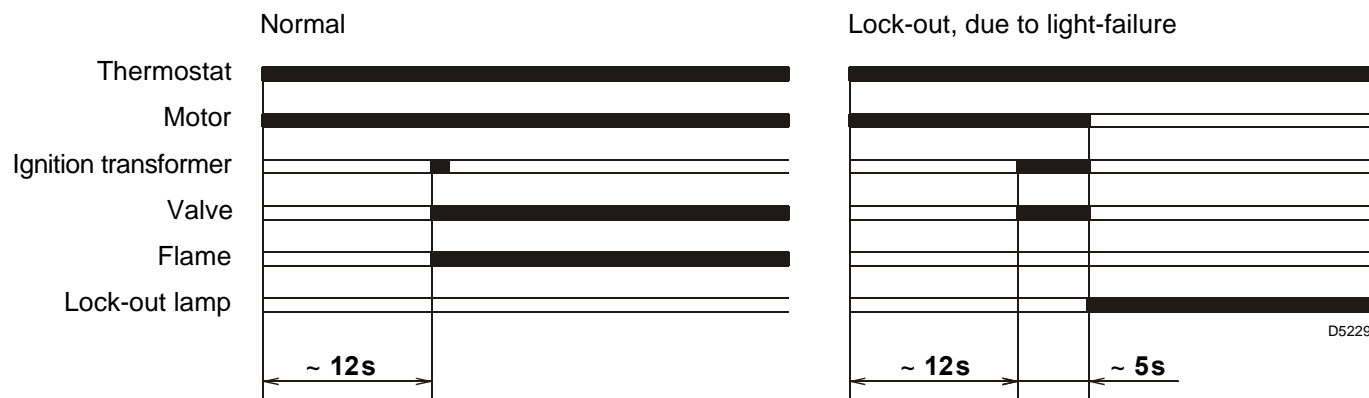 Normal
Lock-out, due to light-failure
Thermostat
Motor
Ignition transformer
Valve
Flame
Lock-out lamp
D5229
~ 12s
~ 12s
~ 5s